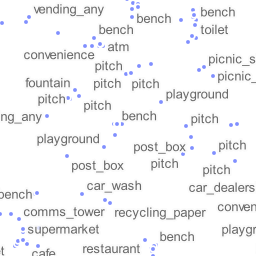 vending_any
bench
bench
toilet
bench
atm
convenience
picnic_s
pitch
picnic_
fountain
pitch
pitch
playground
pitch
pitch
ng_any
bench
pitch
playground
post_box
pitch
post_box
pitch
pitch
car_wash
car_dealers
bench
comms_tower
recycling_paper
conven
supermarket
playgr
bench
restaurant
t
cafe